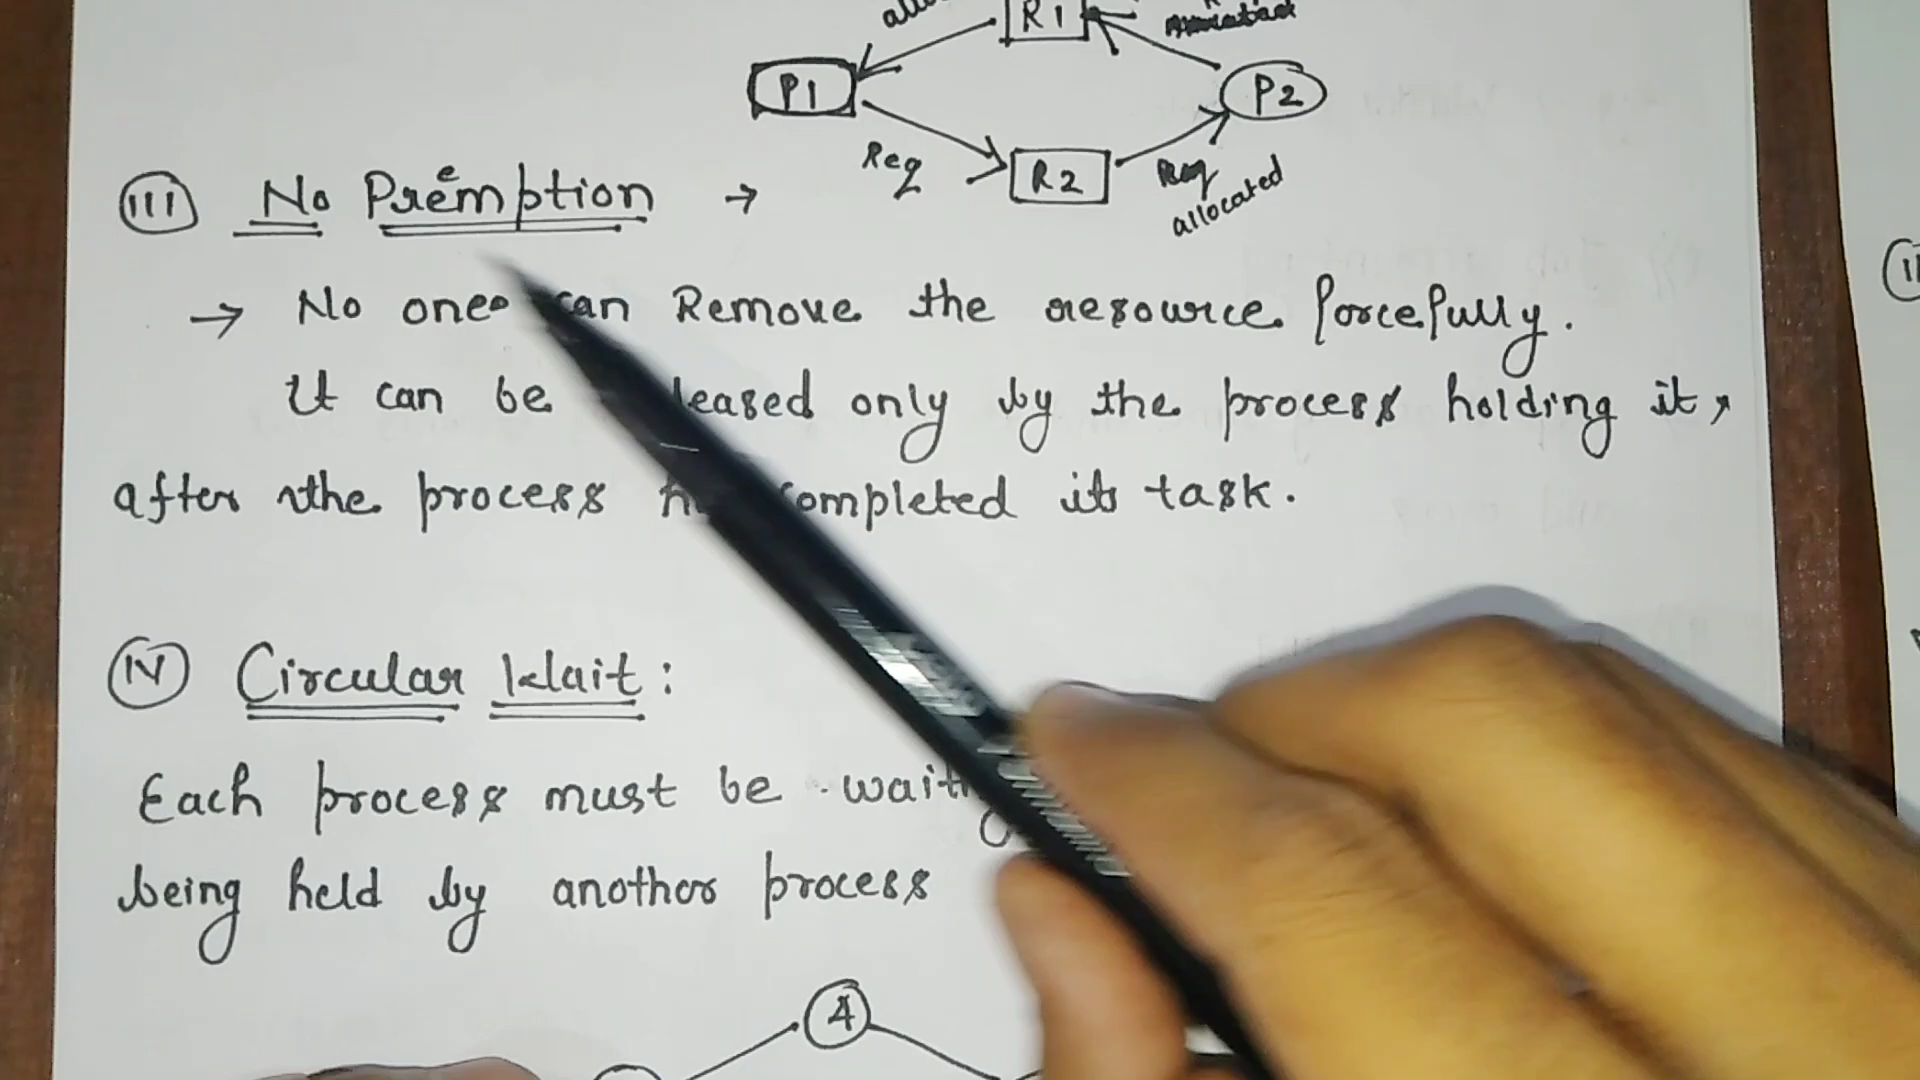 R1
P1
P2
Req
R2
allocated
III No Preemption →
→ No one can Remove the resource forcefully.
It can be leased only by the process holding it,
after the process completed its task.
IV Circular Wait:
Each process must be
being held by another process
4